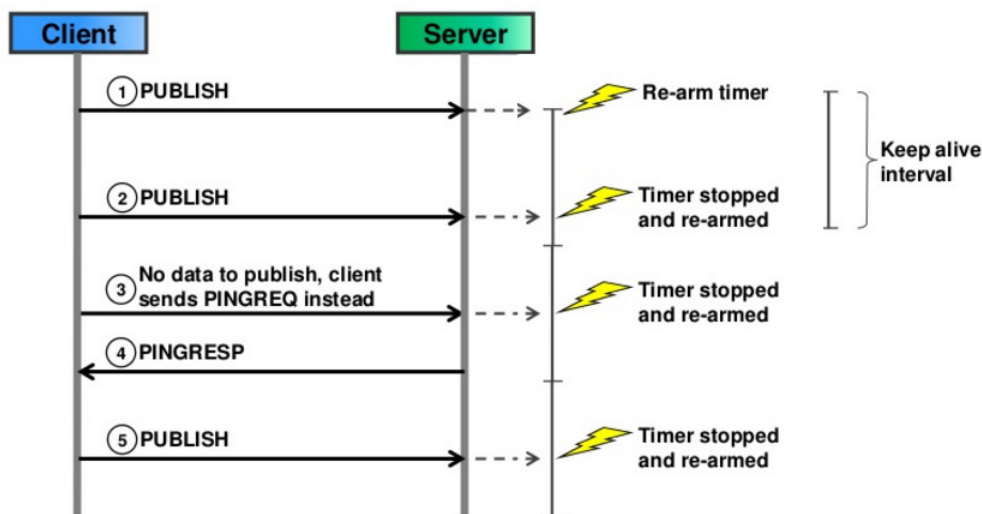 Client
Server
1 PUBLISH
Re-arm timer
Keep alive
interval
2 PUBLISH
Timer stopped
and re-armed
3 No data to publish, client
sends PINGREQ instead
Timer stopped
and re-armed
4 PINGRESP
5 PUBLISH
Timer stopped
and re-armed